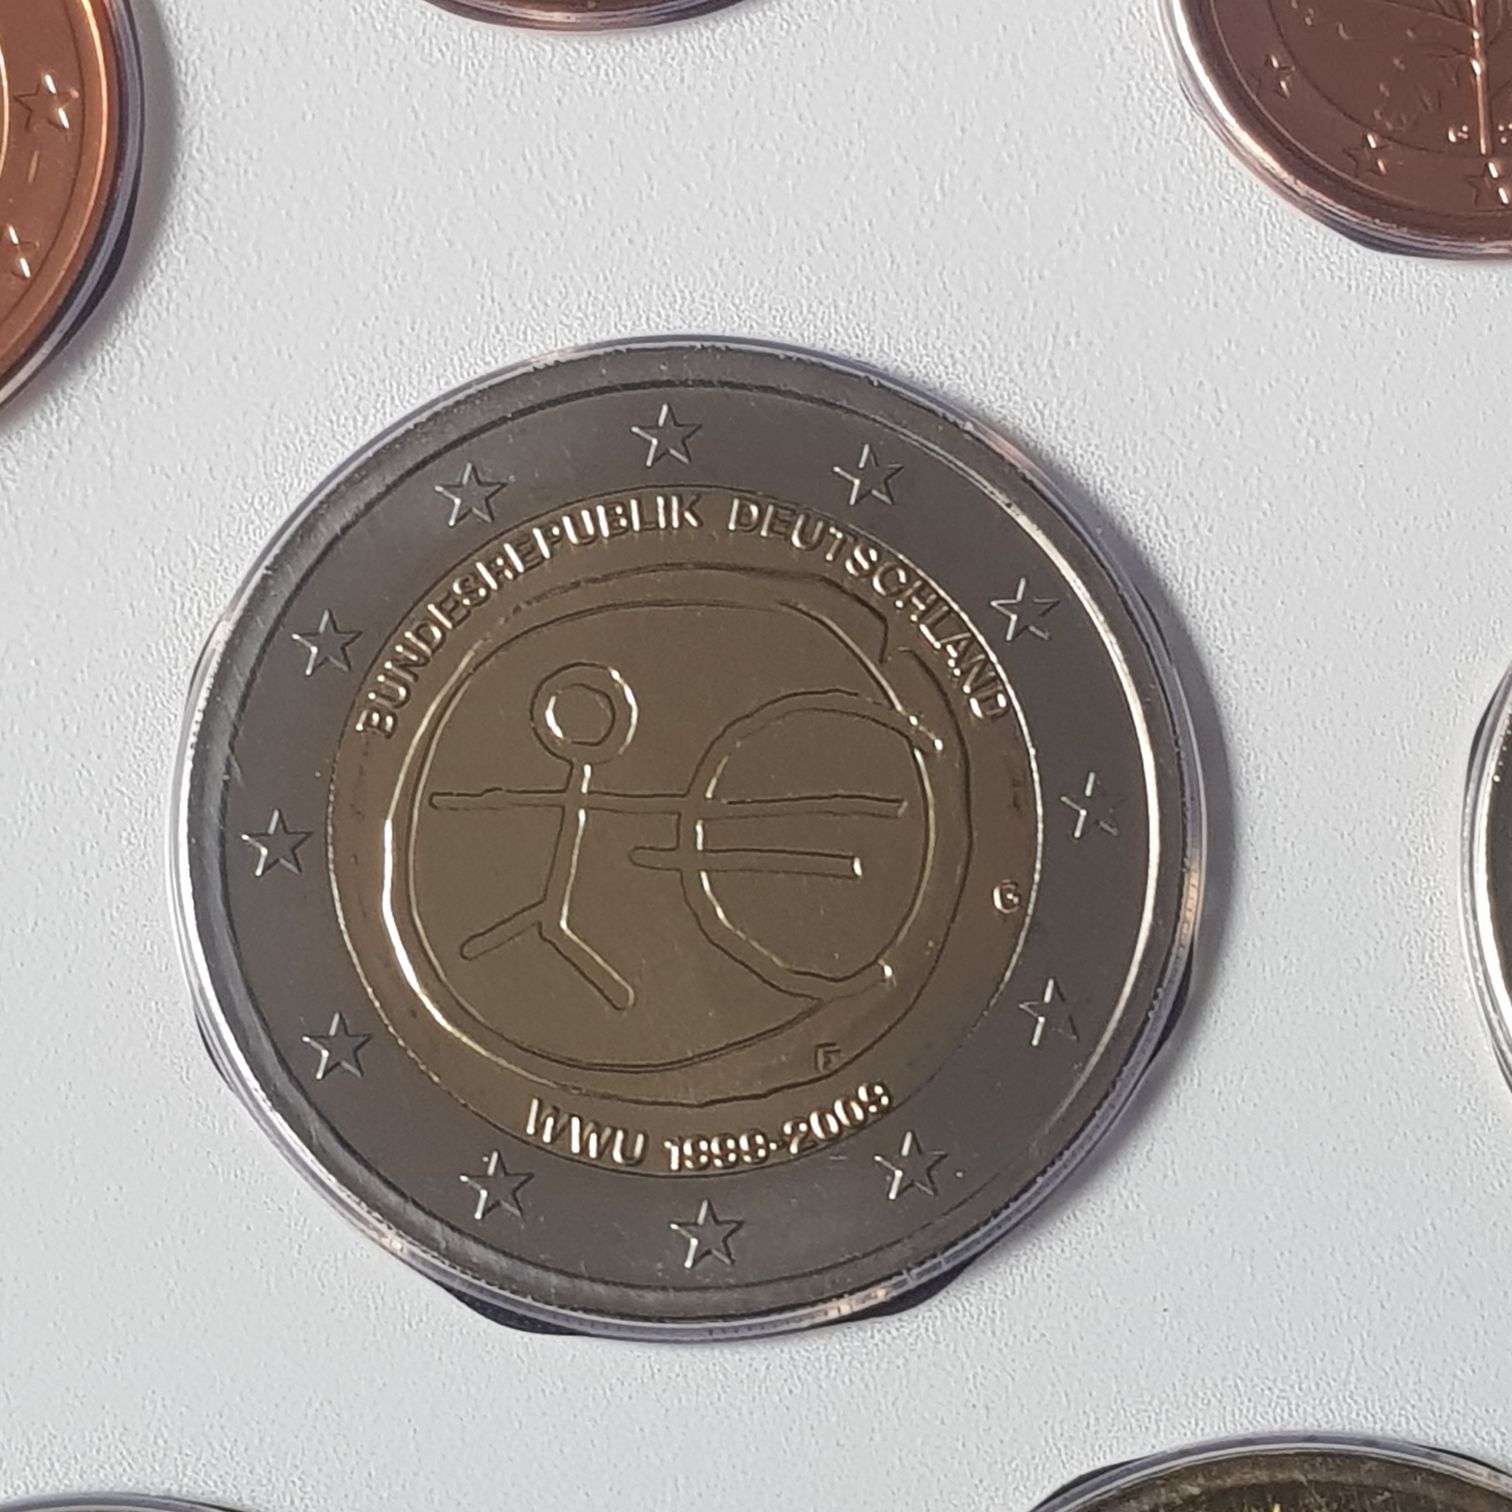 BUNDESREPUBLIK DEUTSCHLAND
G
Γ€
WWU 1999-2009
G